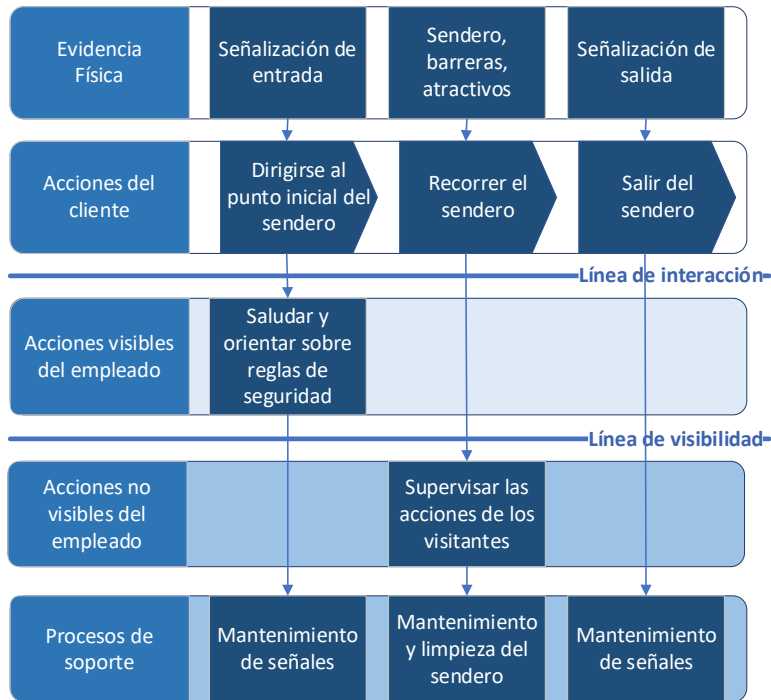 Evidencia
Física
Señalización de
entrada
Sendero,
barreras,
atractivos
Señalización de
salida
Acciones del
cliente
Dirigirse al
punto inicial del
sendero
Recorrer el
sendero
Salir del
sendero
Línea de interacción
Acciones visibles
del empleado
Saludar y
orientar sobre
reglas de
seguridad
Línea de visibilidad
Acciones no
visibles del
empleado
Supervisar las
acciones de los
visitantes
Procesos de
soporte
Mantenimiento
de señales
Mantenimiento
y limpieza del
sendero
Mantenimiento
de señales